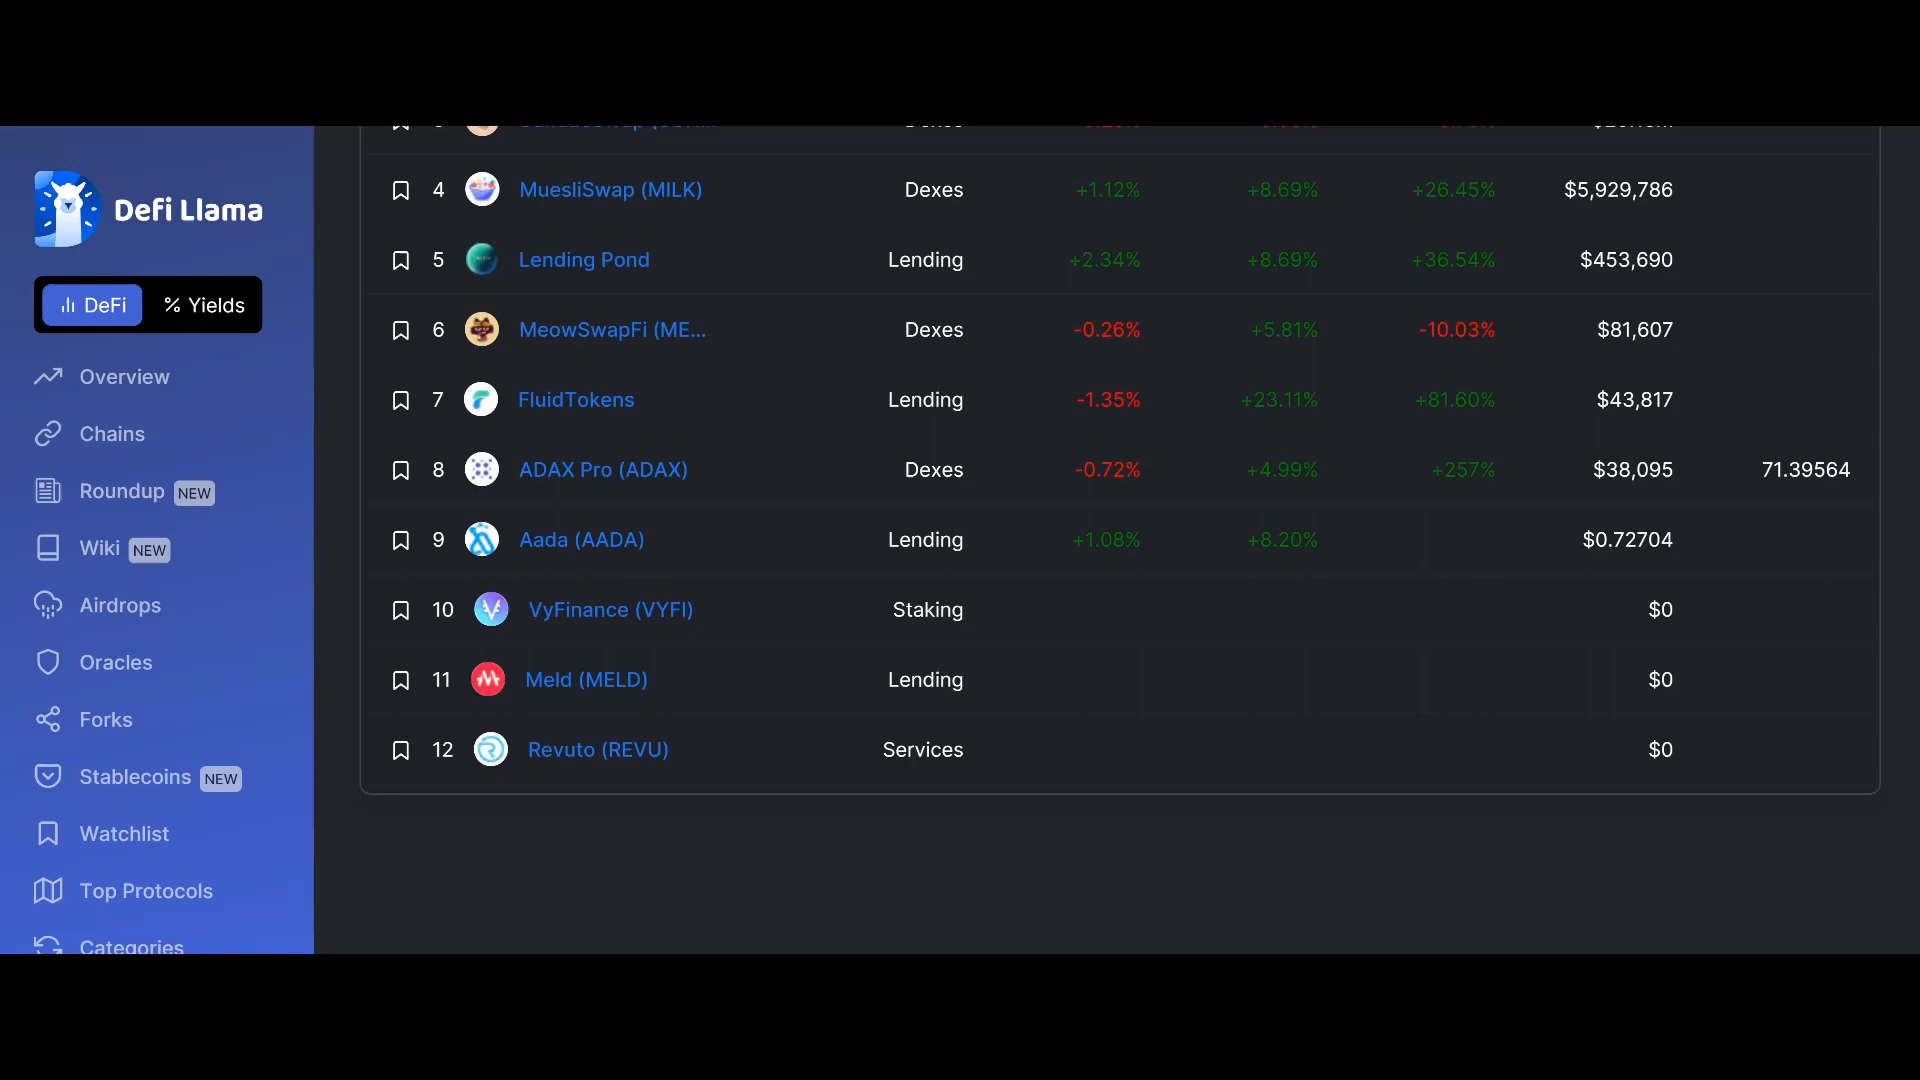 Defi Llama
DeFi
% Yields
Overview
Chains
Roundup NEW
Wiki NEW
Airdrops
Oracles
Forks
Stablecoins NEW
Watchlist
Top Protocols
Categories
4 MuesliSwap (MILK) Dexes +1.12% +8.69% +26.45% $5,929,786
5 Lending Pond Lending +2.34% +8.69% +36.54% $453,690
6 MeowSwapFi (ME... Dexes -0.26% +5.81% -10.03% $81,607
7 FluidTokens Lending -1.35% +23.11% +81.60% $43,817
8 ADAX Pro (ADAX) Dexes -0.72% +4.99% +257% $38,095 71.39564
9 Aada (AADA) Lending +1.08% +8.20% $0.72704
10 VyFinance (VYFI) Staking $0
11 Meld (MELD) Lending $0
12 Revuto (REVU) Services $0